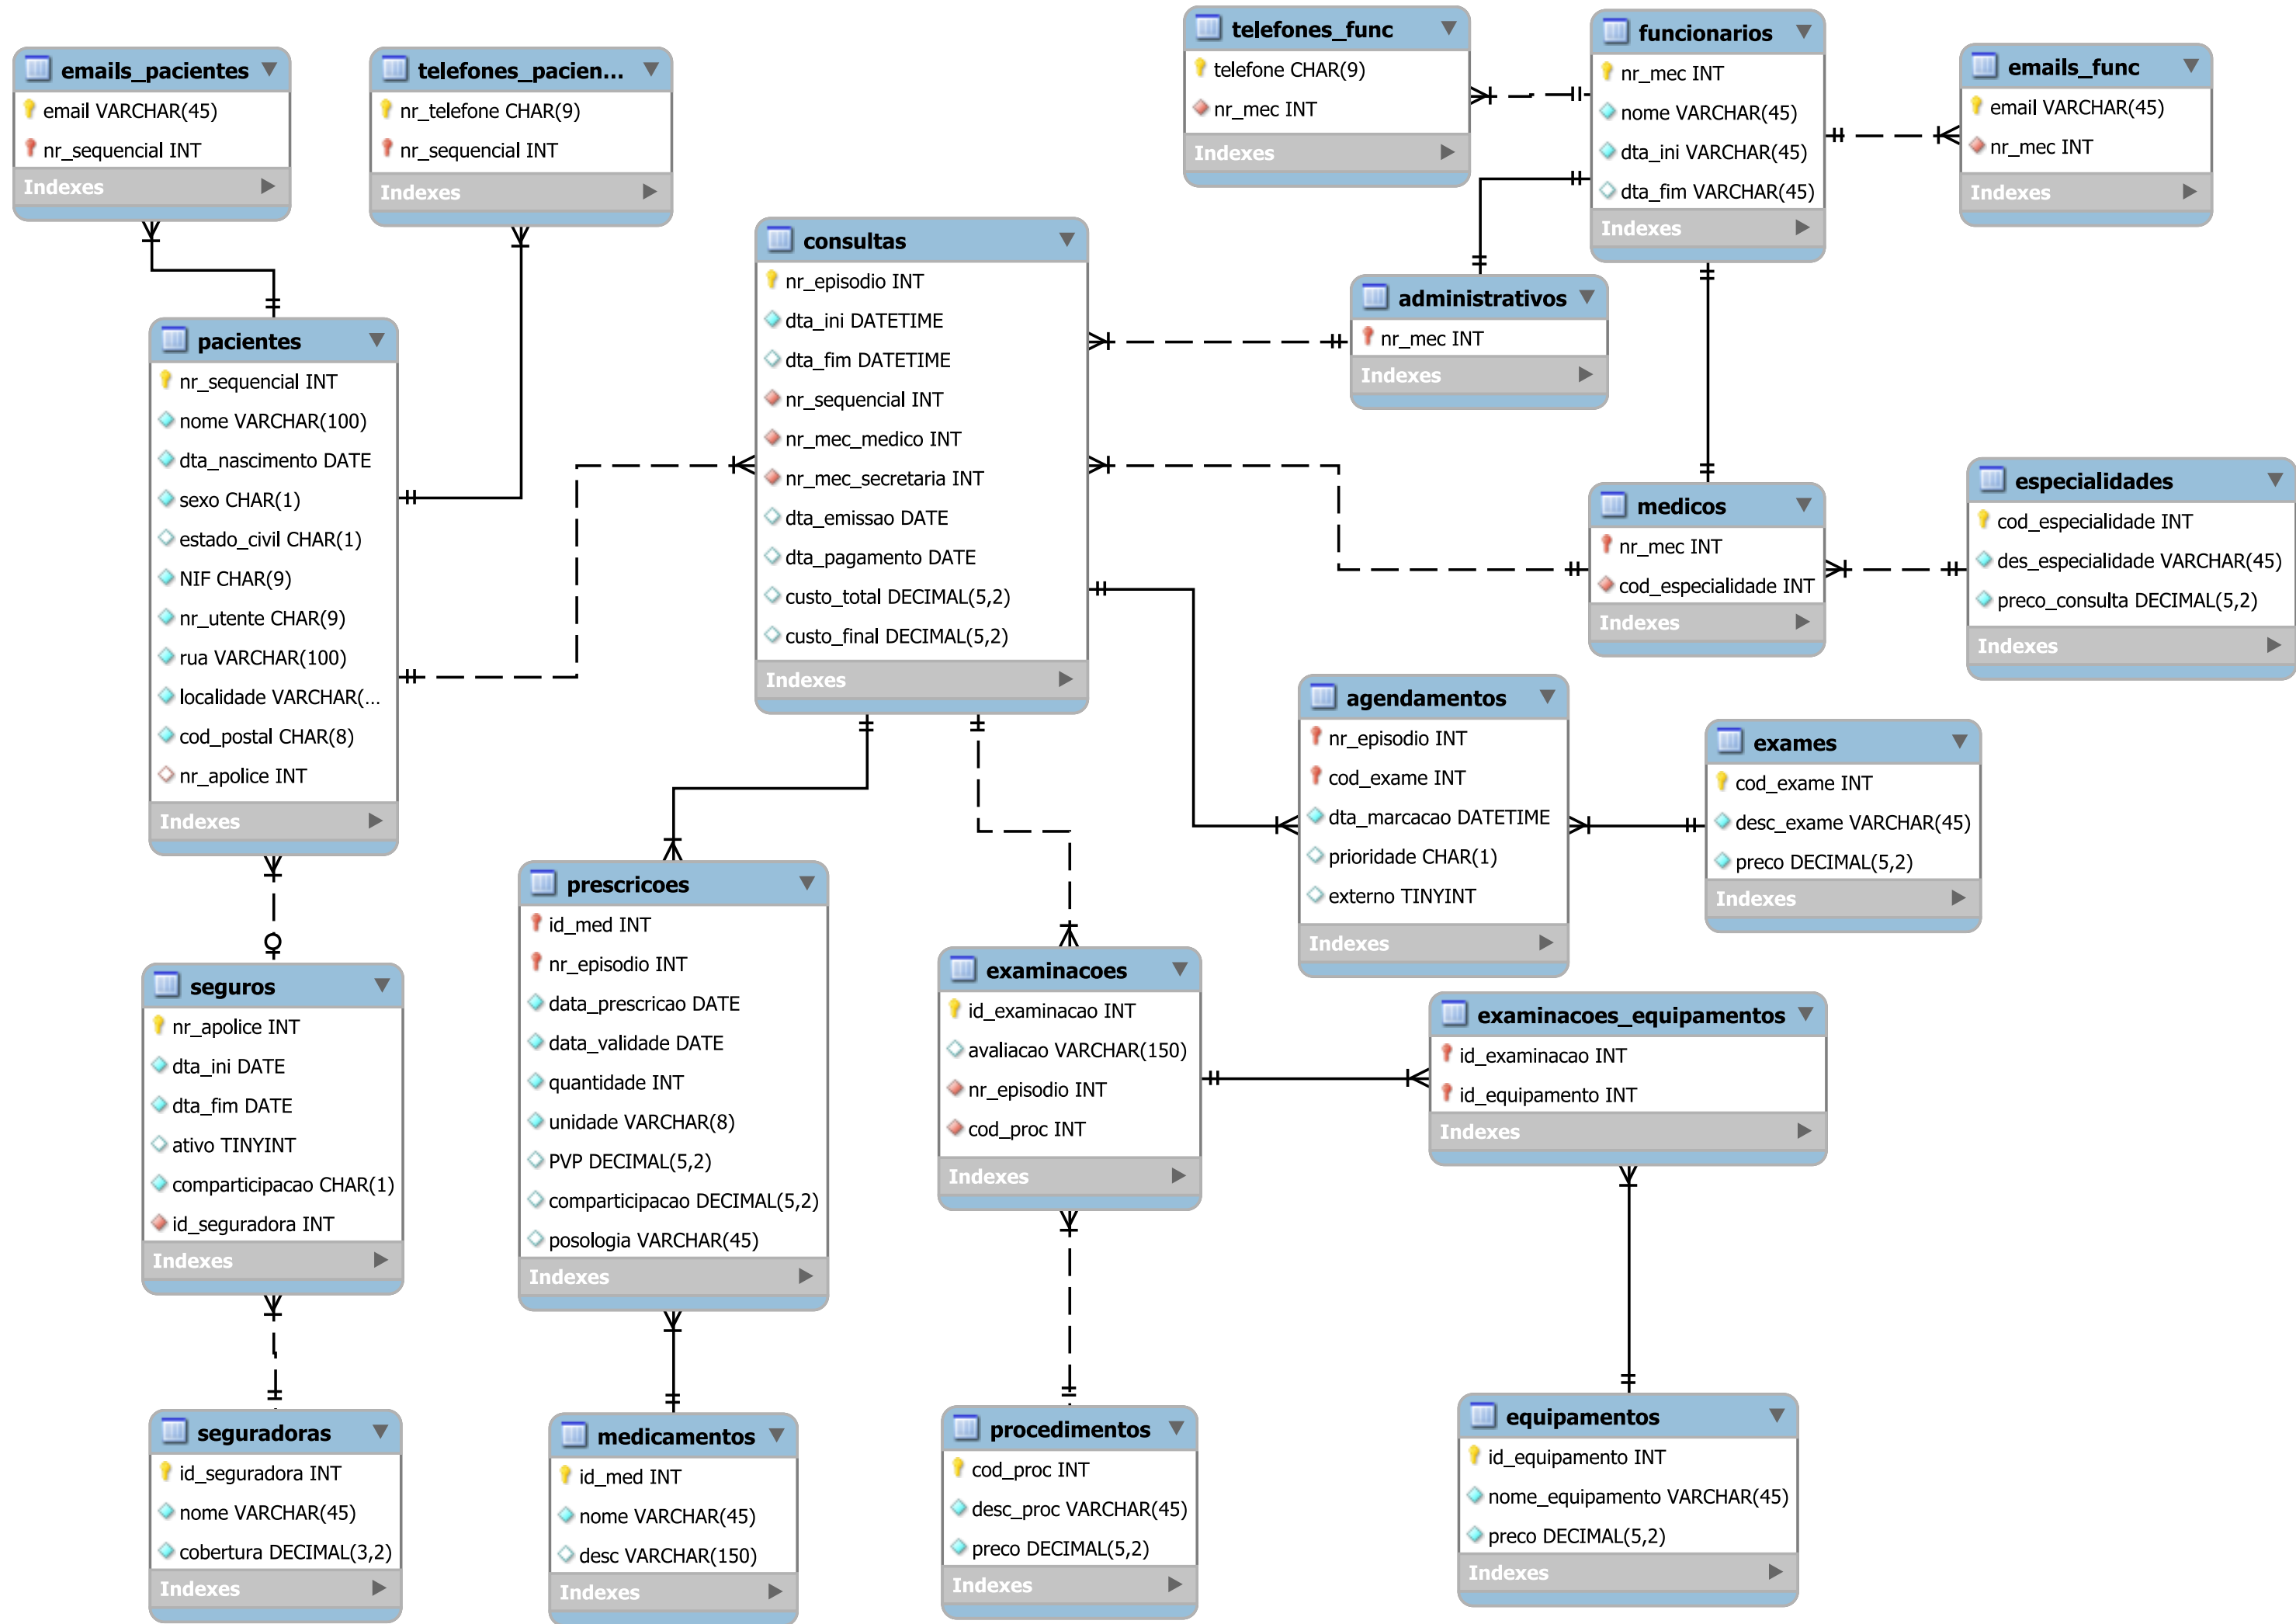 emails_pacientes
email VARCHAR(45)
nr_sequencial INT
Indexes
telefones_pacien...
nr_telefone CHAR(9)
nr_sequencial INT
Indexes
telefones_func
telefone CHAR(9)
nr_mec INT
Indexes
funcionarios
nr_mec INT
nome VARCHAR(45)
dta_ini VARCHAR(45)
dta_fim VARCHAR(45)
Indexes
emails_func
email VARCHAR(45)
nr_mec INT
Indexes
consultas
nr_episodio INT
dta_ini DATETIME
dta_fim DATETIME
nr_sequencial INT
nr_mec_medico INT
nr_mec_secretaria INT
dta_emissao DATE
dta_pagamento DATE
custo_total DECIMAL(5,2)
custo_final DECIMAL(5,2)
Indexes
administrativos
nr_mec INT
Indexes
pacientes
nr_sequencial INT
nome VARCHAR(100)
dta_nascimento DATE
sexo CHAR(1)
estado_civil CHAR(1)
NIF CHAR(9)
nr_utente CHAR(9)
rua VARCHAR(100)
localidade VARCHAR(...
cod_postal CHAR(8)
nr_apolice INT
Indexes
medicos
nr_mec INT
cod_especialidade INT
Indexes
especialidades
cod_especialidade INT
des_especialidade VARCHAR(45)
preco_consulta DECIMAL(5,2)
Indexes
agendamentos
nr_episodio INT
cod_exame INT
dta_marcacao DATETIME
prioridade CHAR(1)
externo TINYINT
Indexes
exames
cod_exame INT
desc_exame VARCHAR(45)
preco DECIMAL(5,2)
Indexes
prescricoes
id_med INT
nr_episodio INT
data_prescricao DATE
data_validade DATE
quantidade INT
unidade VARCHAR(8)
PVP DECIMAL(5,2)
comparticipacao DECIMAL(5,2)
posologia VARCHAR(45)
Indexes
examinacoes
id_examinacao INT
avaliacao VARCHAR(150)
nr_episodio INT
cod_proc INT
Indexes
examinacoes_equipamentos
id_examinacao INT
id_equipamento INT
Indexes
seguros
nr_apolice INT
dta_ini DATE
dta_fim DATE
ativo TINYINT
comparticipacao CHAR(1)
id_seguradora INT
Indexes
seguradoras
id_seguradora INT
nome VARCHAR(45)
cobertura DECIMAL(3,2)
Indexes
medicamentos
id_med INT
nome VARCHAR(45)
desc VARCHAR(150)
Indexes
procedimentos
cod_proc INT
desc_proc VARCHAR(45)
preco DECIMAL(5,2)
Indexes
equipamentos
id_equipamento INT
nome_equipamento VARCHAR(45)
preco DECIMAL(5,2)
Indexes